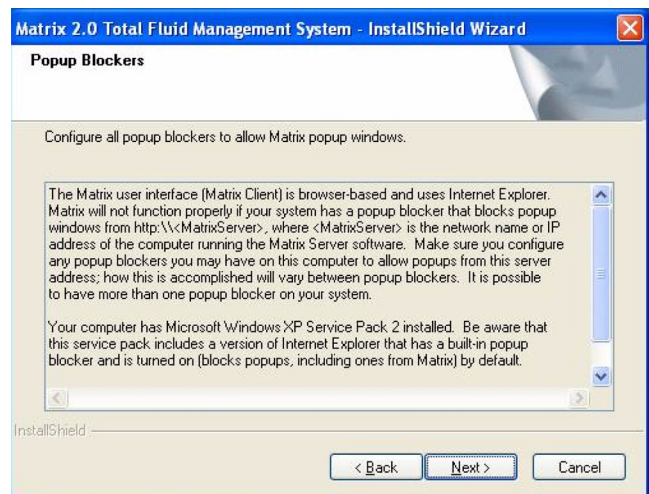 Matrix 2.0 Total Fluid Management System - InstallShield Wizard
Popup Blockers
Configure all popup blockers to allow Matrix popup windows.
The Matrix user interface (Matrix Client) is browser-based and uses Internet Explorer.
Matrix will not function properly if your system has a popup blocker that blocks popup
windows from http:\\<MatrixServer>, where <MatrixServer> is the network name or IP
address of the computer running the Matrix Server software.  Make sure you configure
any popup blockers you may have on this computer to allow popups from this server
address; how this is accomplished will vary between popup blockers.  It is possible
to have more than one popup blocker on your system.
Your computer has Microsoft Windows XP Service Pack 2 installed.  Be aware that
this service pack includes a version of Internet Explorer that has a built-in popup
blocker and is turned on (blocks popups, including ones from Matrix) by default.
InstallShield
< Back Next > Cancel